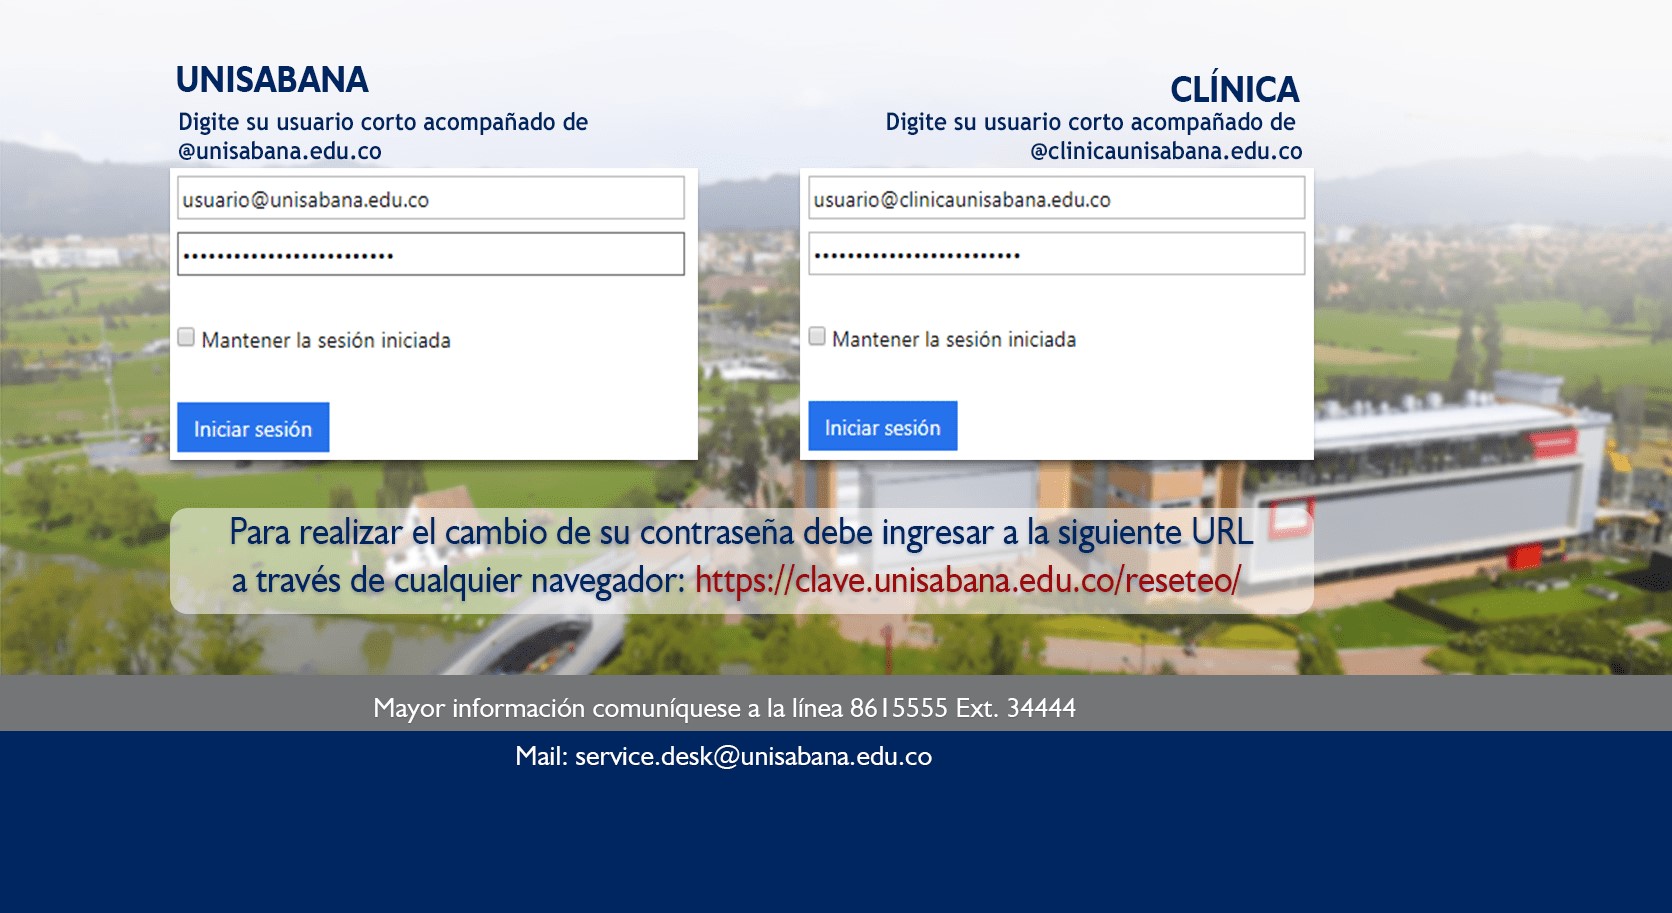 UNISABANA
Digite su usuario corto acompañado de
@unisabana.edu.co
usuario@unisabana.edu.co
•••••••••••••••••••••••••
Mantener la sesión iniciada
Iniciar sesión
CLÍNICA
Digite su usuario corto acompañado de
@clinicaunisabana.edu.co
usuario@clinicaunisabana.edu.co
•••••••••••••••••••••••••
Mantener la sesión iniciada
Iniciar sesión
Para realizar el cambio de su contraseña debe ingresar a la siguiente URL
a través de cualquier navegador: https://clave.unisabana.edu.co/reseteo/
Mayor información comuníquese a la línea 8615555 Ext. 34444
Mail: service.desk@unisabana.edu.co